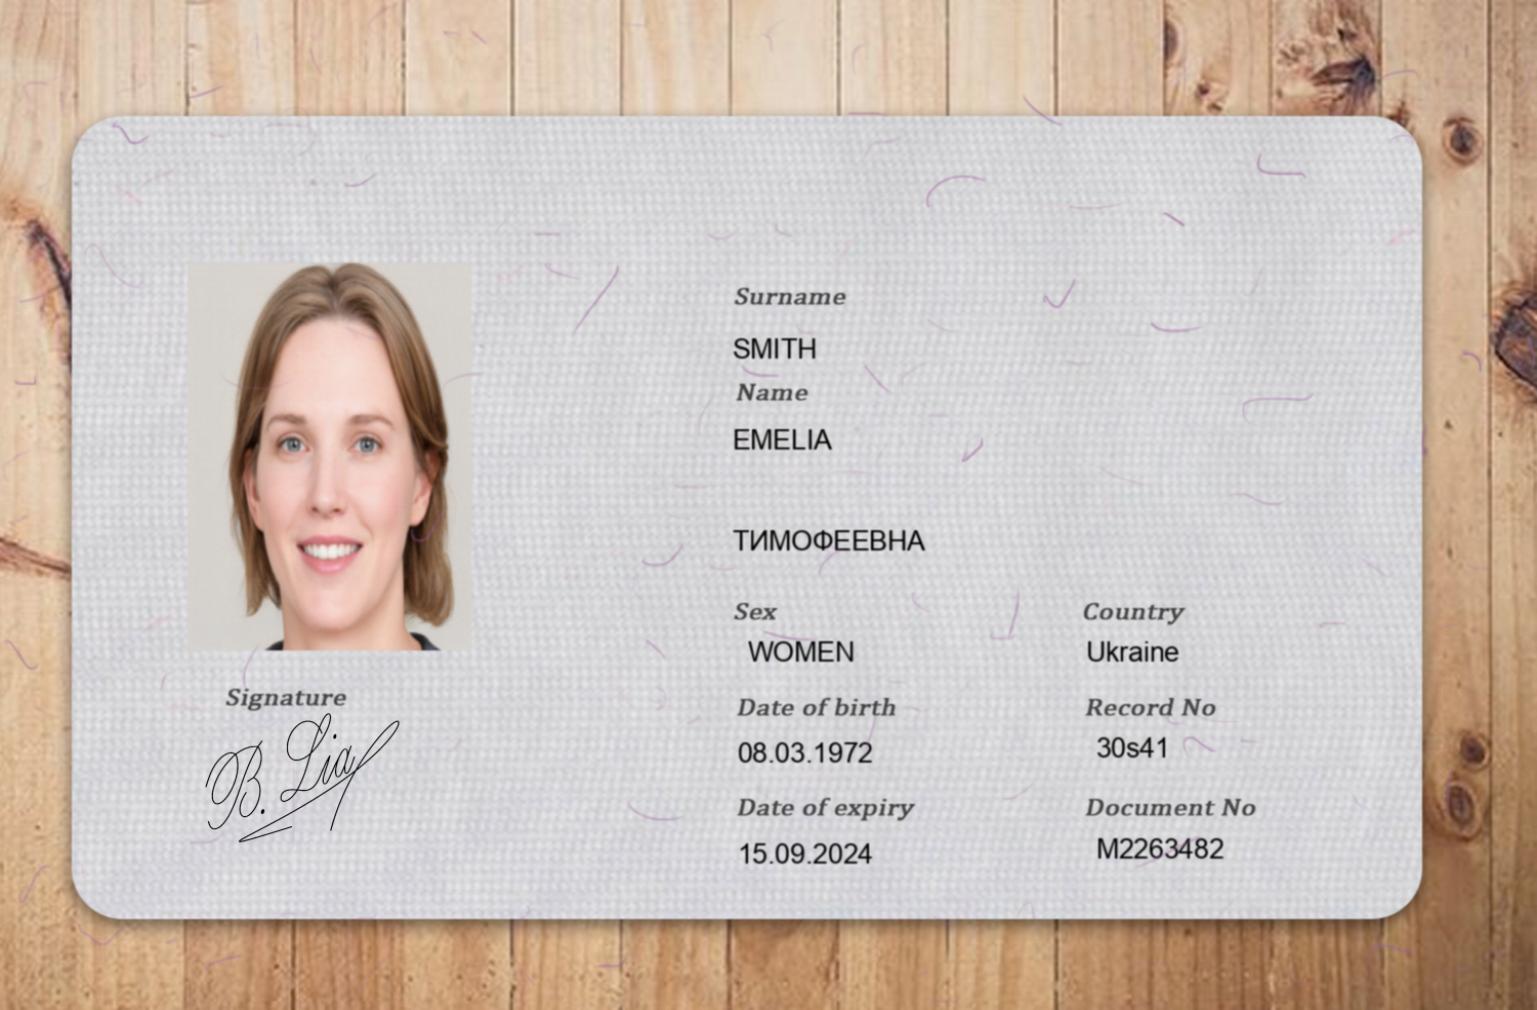 Surname
SMITH
Name
EMELIA
ТИМОФЕЕВНА
Sex
Country
WOMEN
Ukraine
Date of birth
Record No
08.03.1972
30s41
Date of expiry
Document No
15.09.2024
M2263482
Signature
B. Lia